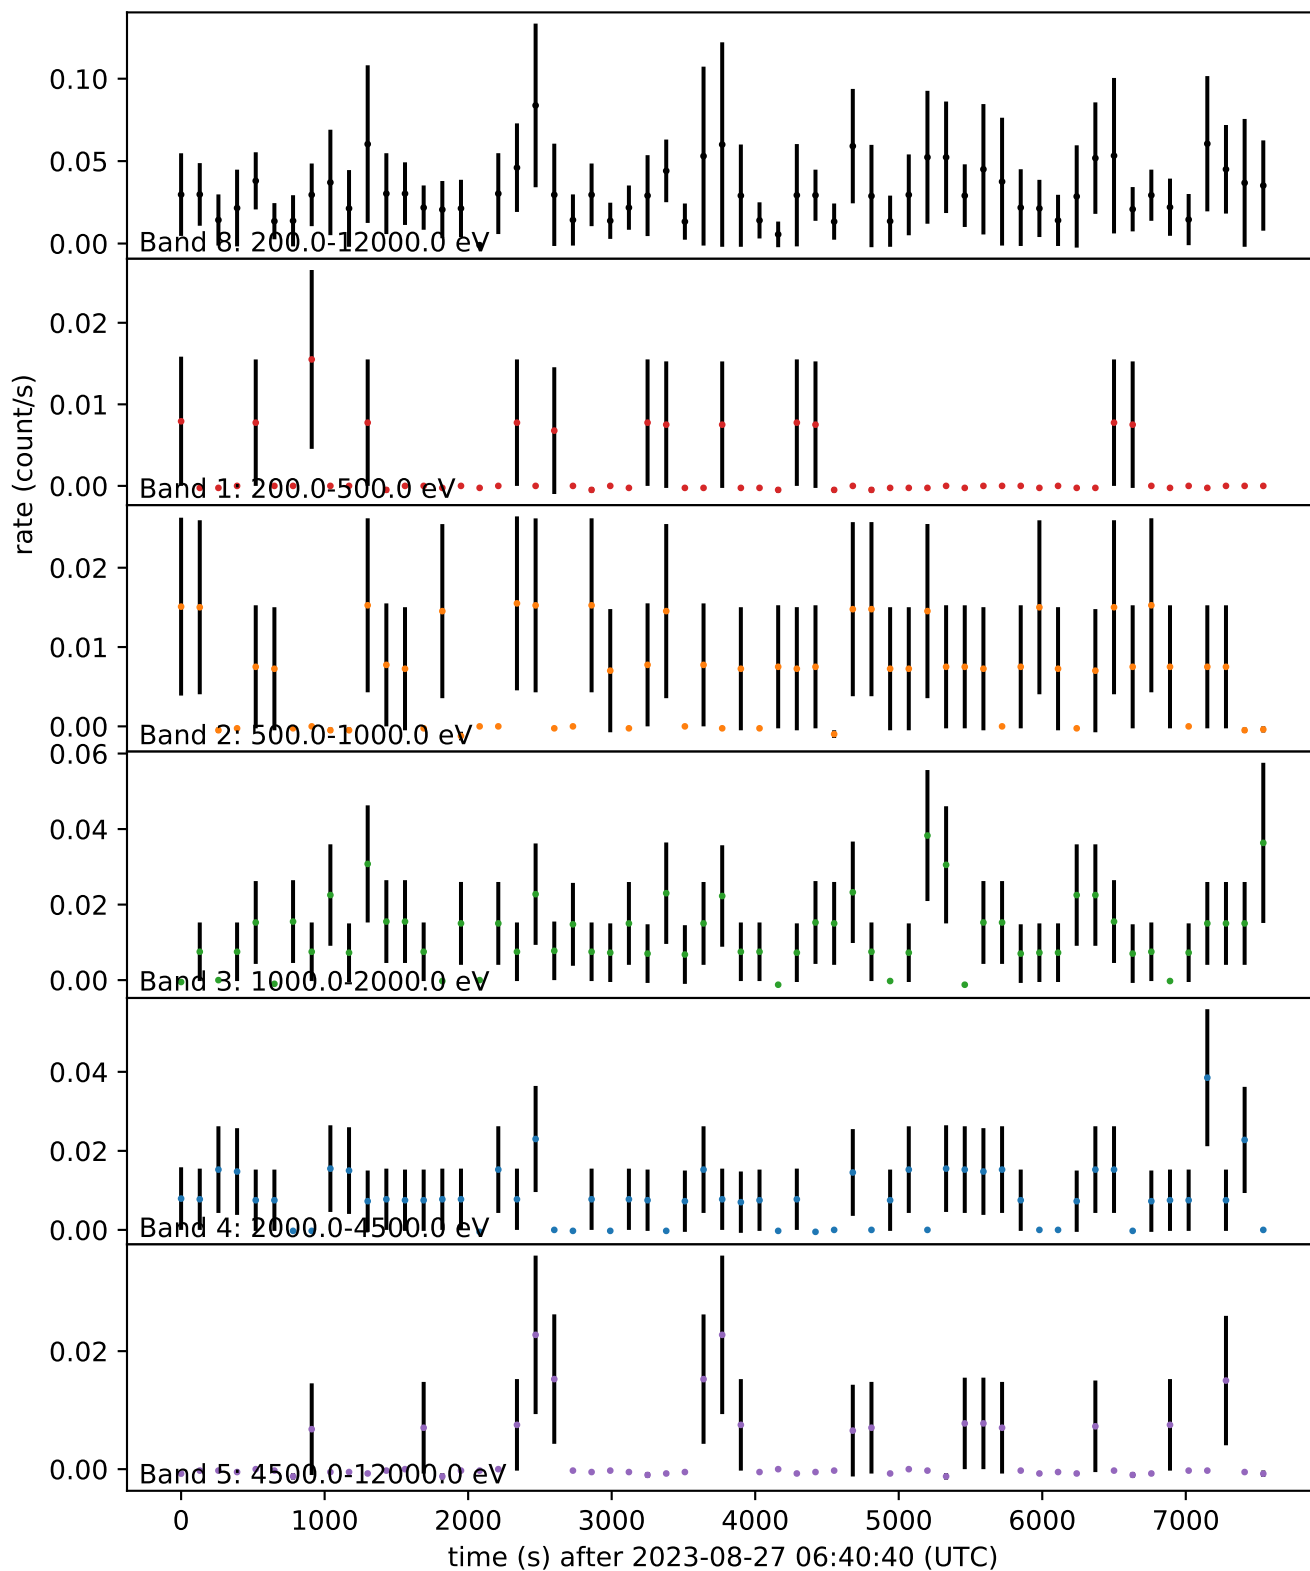 0.10
0.05
0.00
Band 8: 200.0-12000.0 eV
0.02
0.01
0.00
Band 1: 200.0-500.0 eV
rate (count/s)
0.02
0.01
0.00
Band 2: 500.0-1000.0 eV
0.06
0.04
0.02
0.00
Band 3: 1000.0-2000.0 eV
0.04
0.02
0.00
Band 4: 2000.0-4500.0 eV
0.02
0.00
Band 5: 4500.0-12000.0 eV
0 1000 2000 3000 4000 5000 6000 7000
time (s) after 2023-08-27 06:40:40 (UTC)